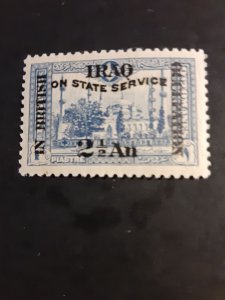 IRAQ
ON STATE SERVICE
IN BRITISH
OCCUPATION
2½ An
PIASTRE